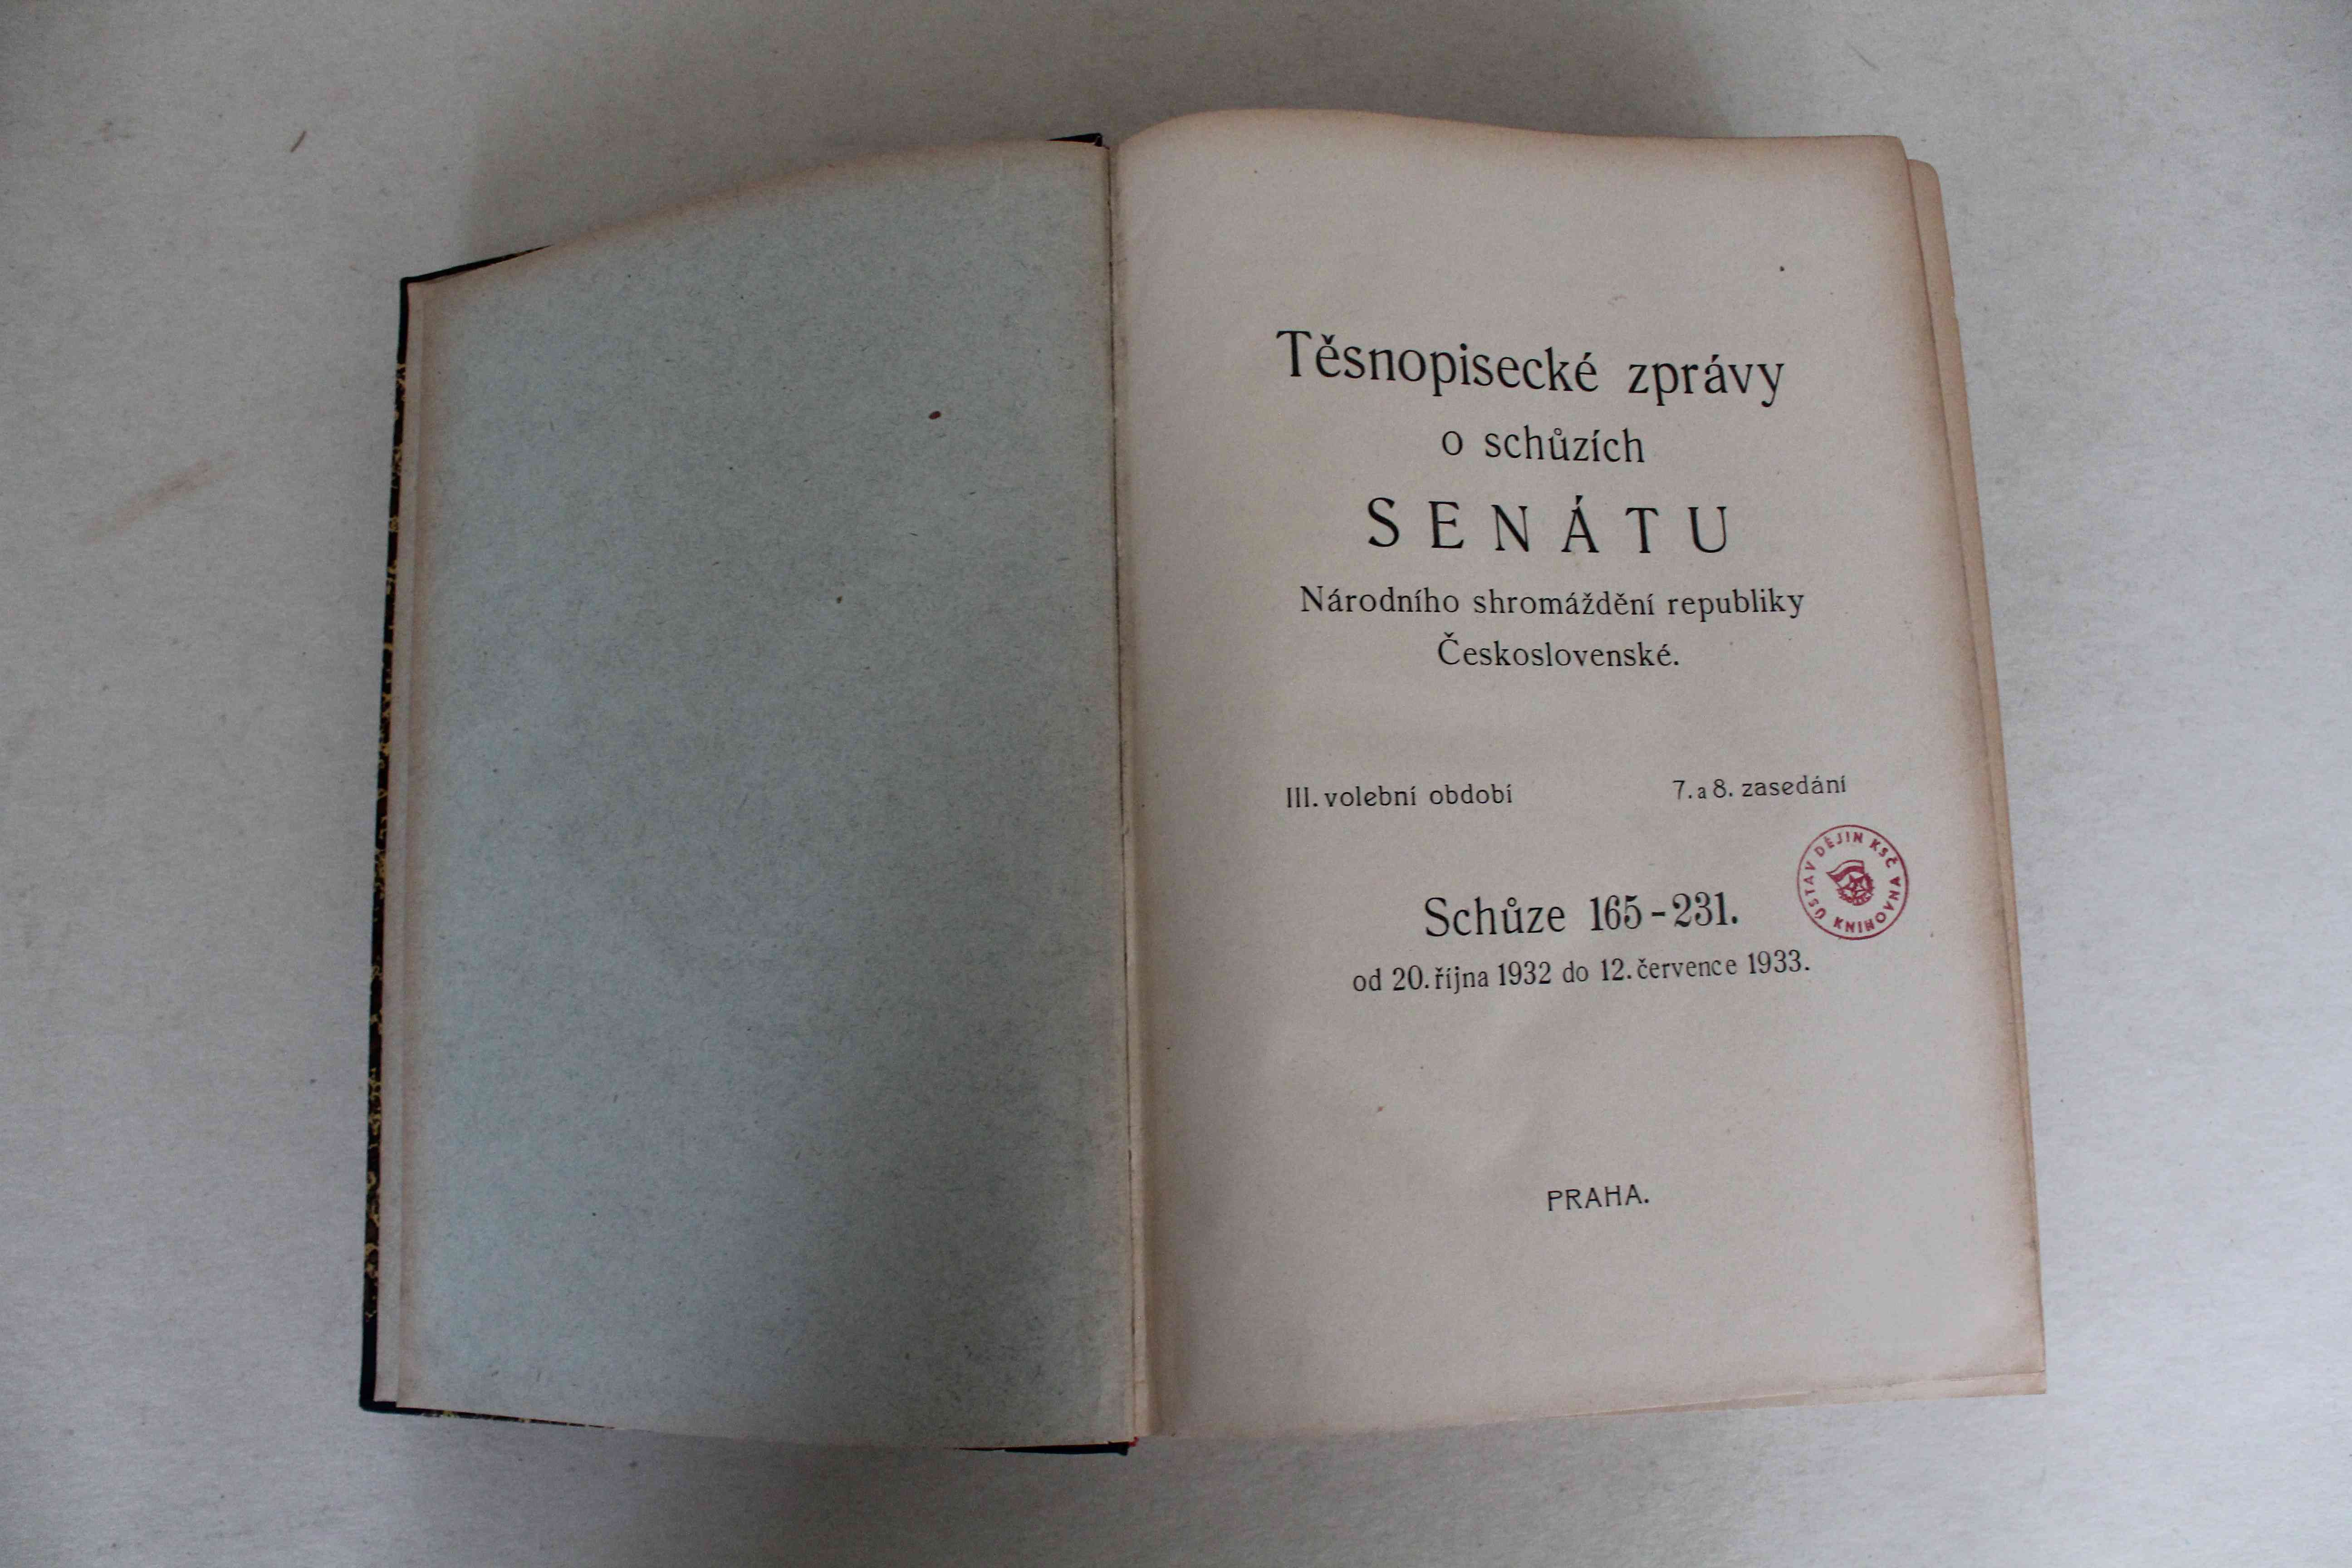 Těsnopisecké zprávy
o schůzích
SENÁTU
Národního shromáždění republiky
Československé.
III. volební období 7. a 8. zasedání
ÚSTAV DĚJIN KSČ KNIHOVNA
Schůze 165-231.
od 20. října 1932 do 12. července 1933.
PRAHA.